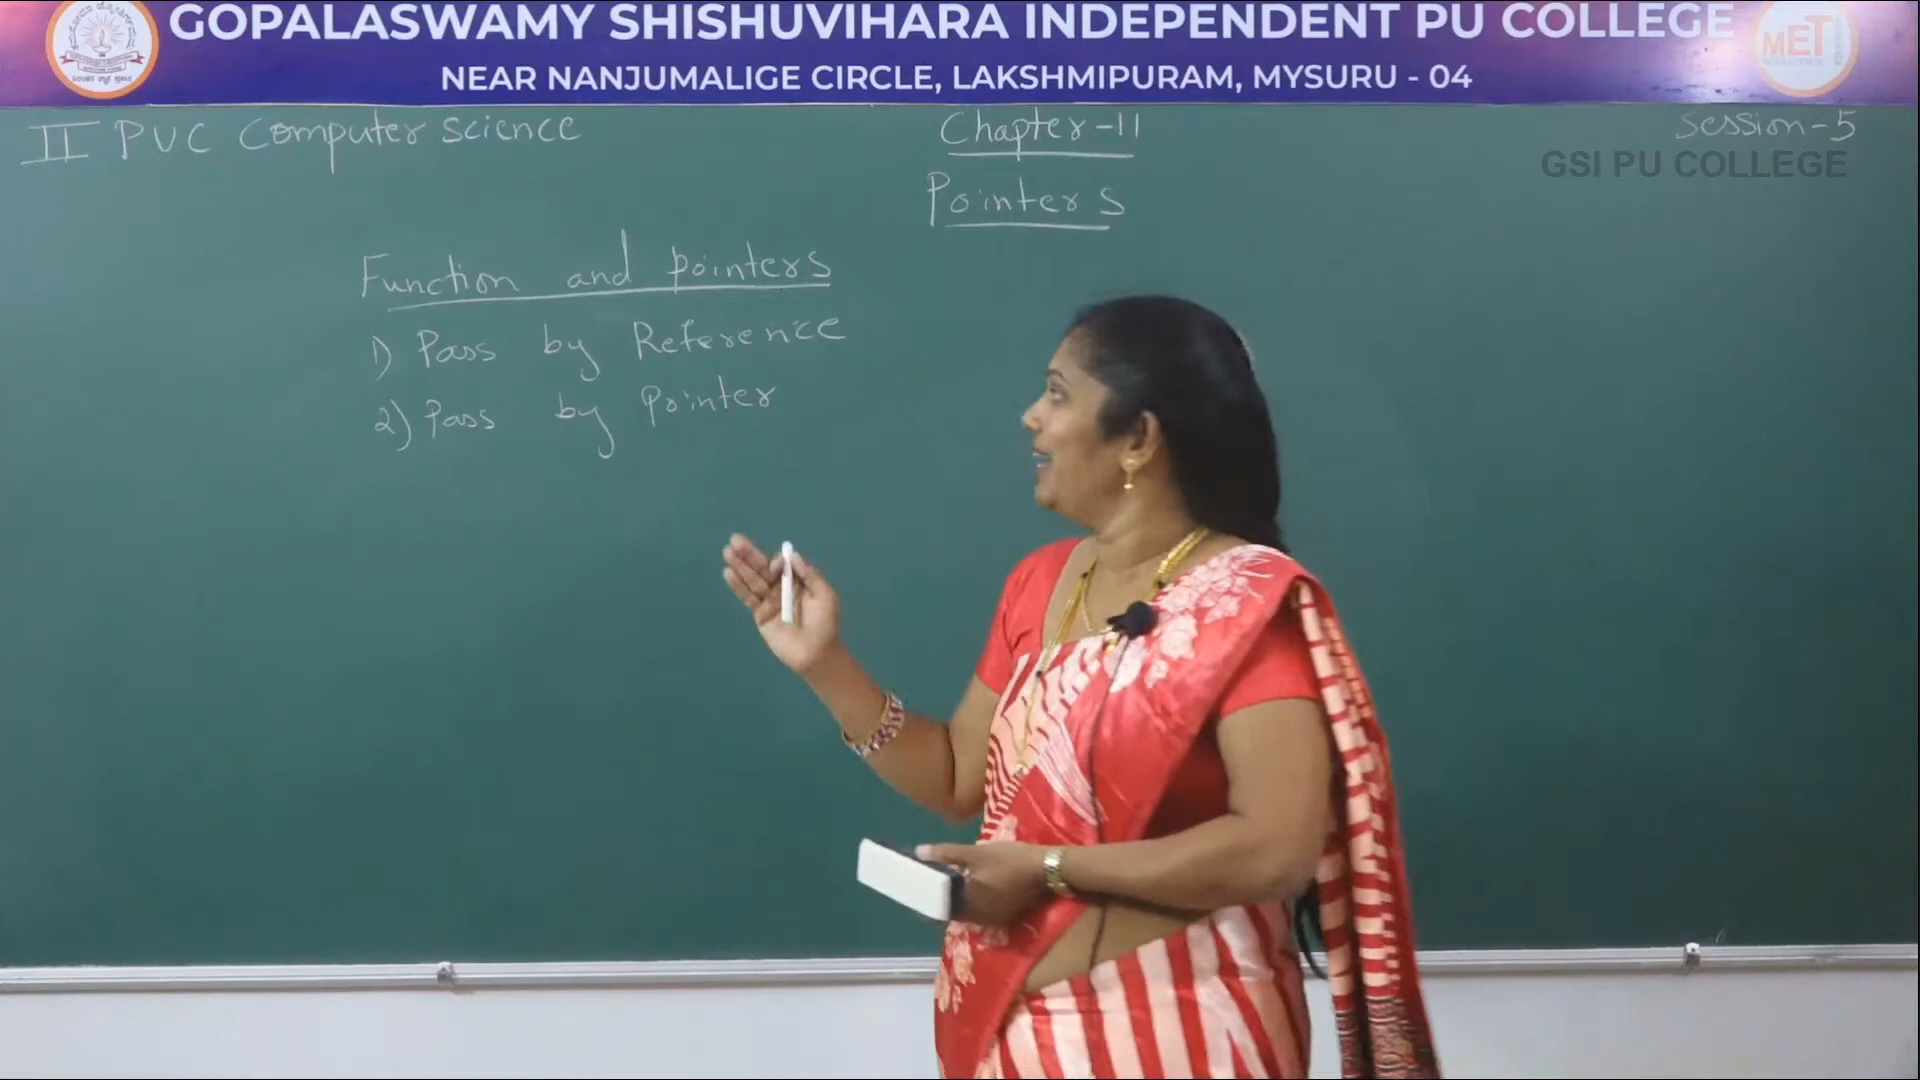 GOPALASWAMY SHISHUVIHARA INDEPENDENT PU COLLEGE
NEAR NANJUMALIGE CIRCLE, LAKSHMIPURAM, MYSURU - 04
MET
II PUC Computer Science
Chapter-11
Session-5
GSI PU COLLEGE
Pointers
Function and pointers
1) Pass by Reference
2) Pass by Pointer